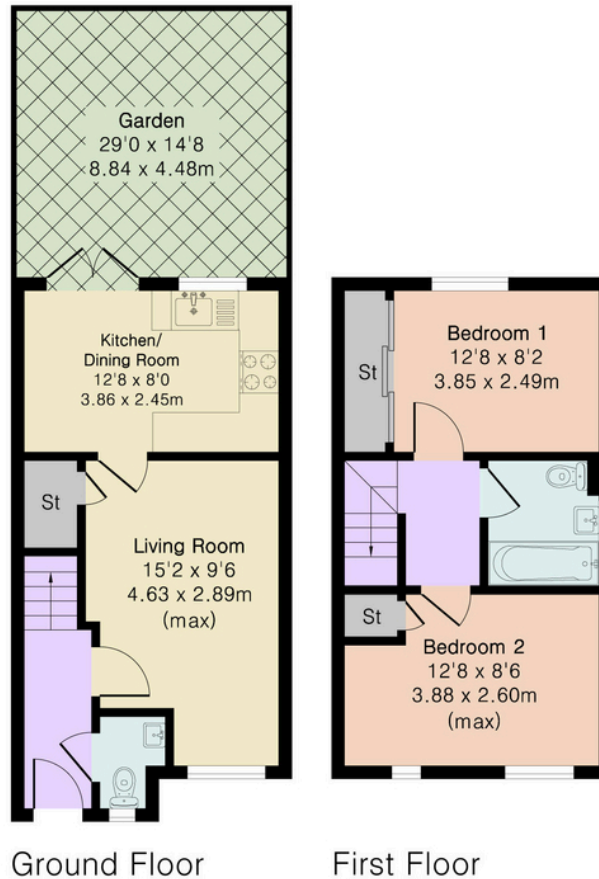 Garden
29'0 x 14'8
8.84 x 4.48m
Kitchen/
Dining Room
12'8 x 8'0
3.86 x 2.45m
St
Living Room
15'2 x 9'6
4.63 x 2.89m
(max)
Ground Floor
St
Bedroom 1
12'8 x 8'2
3.85 x 2.49m
St
Bedroom 2
12'8 x 8'6
3.88 x 2.60m
(max)
First Floor